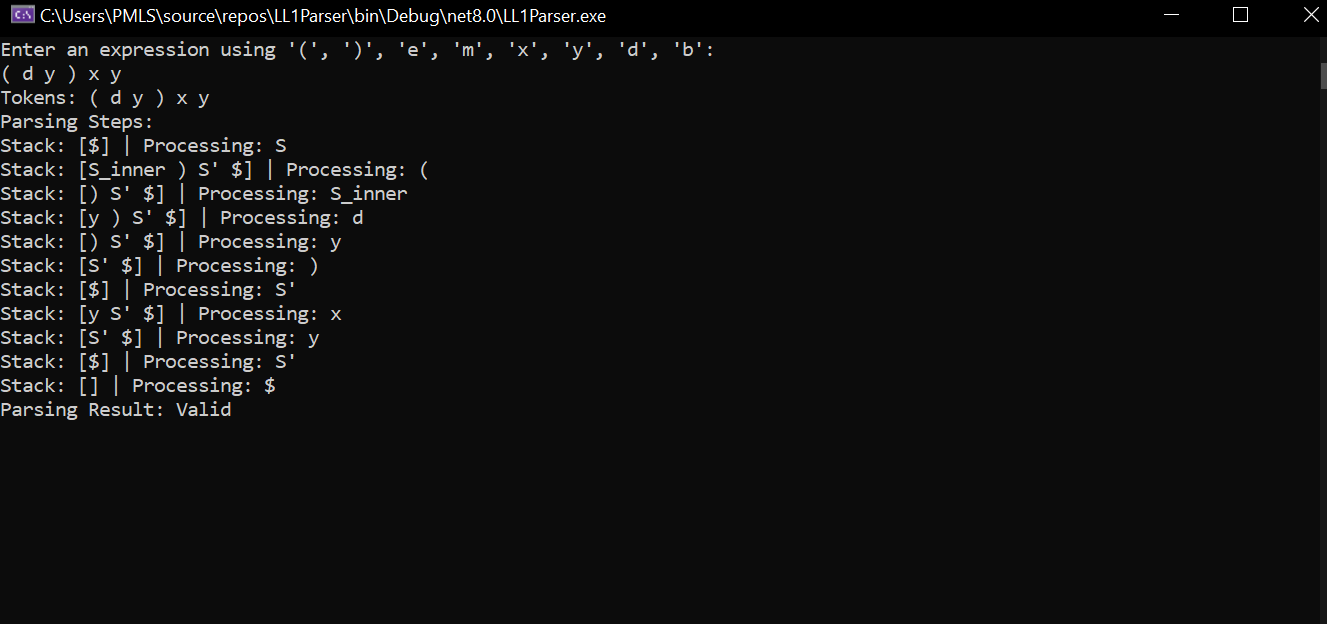 C:\Users\PMLS\source\repos\LL1Parser\bin\Debug\net8.0\LL1Parser.exe
Enter an expression using '(', ')', 'e', 'm', 'x', 'y', 'd', 'b':
( d y ) x y
Tokens: ( d y ) x y
Parsing Steps:
Stack: [$] | Processing: S
Stack: [S_inner ) S' $] | Processing: (
Stack: [) S' $] | Processing: S_inner
Stack: [y ) S' $] | Processing: d
Stack: [) S' $] | Processing: y
Stack: [S' $] | Processing: )
Stack: [$] | Processing: S'
Stack: [y S' $] | Processing: x
Stack: [S' $] | Processing: y
Stack: [$] | Processing: S'
Stack: [] | Processing: $
Parsing Result: Valid